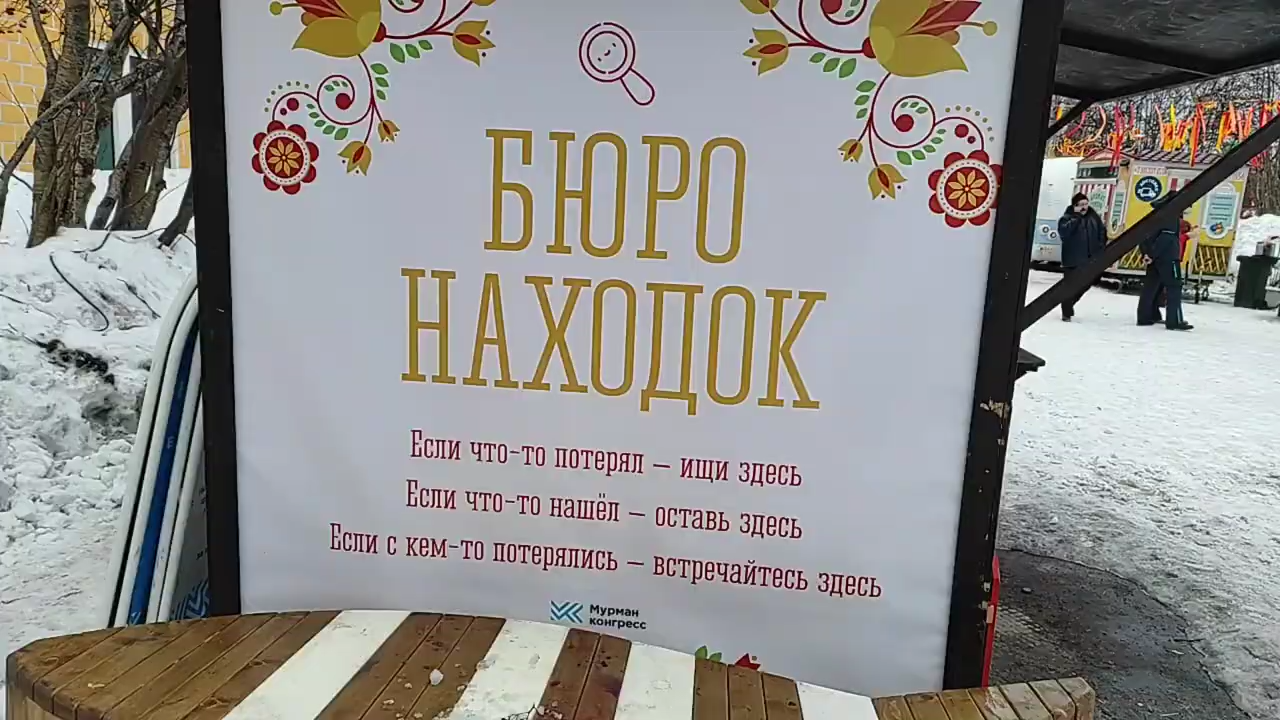 БЮРО
НАХОДОК
Если что-то потерял – ищи здесь
Если что-то нашёл – оставь здесь
Если с кем-то потерялись – встречайтесь здесь
Мурман
конгресс